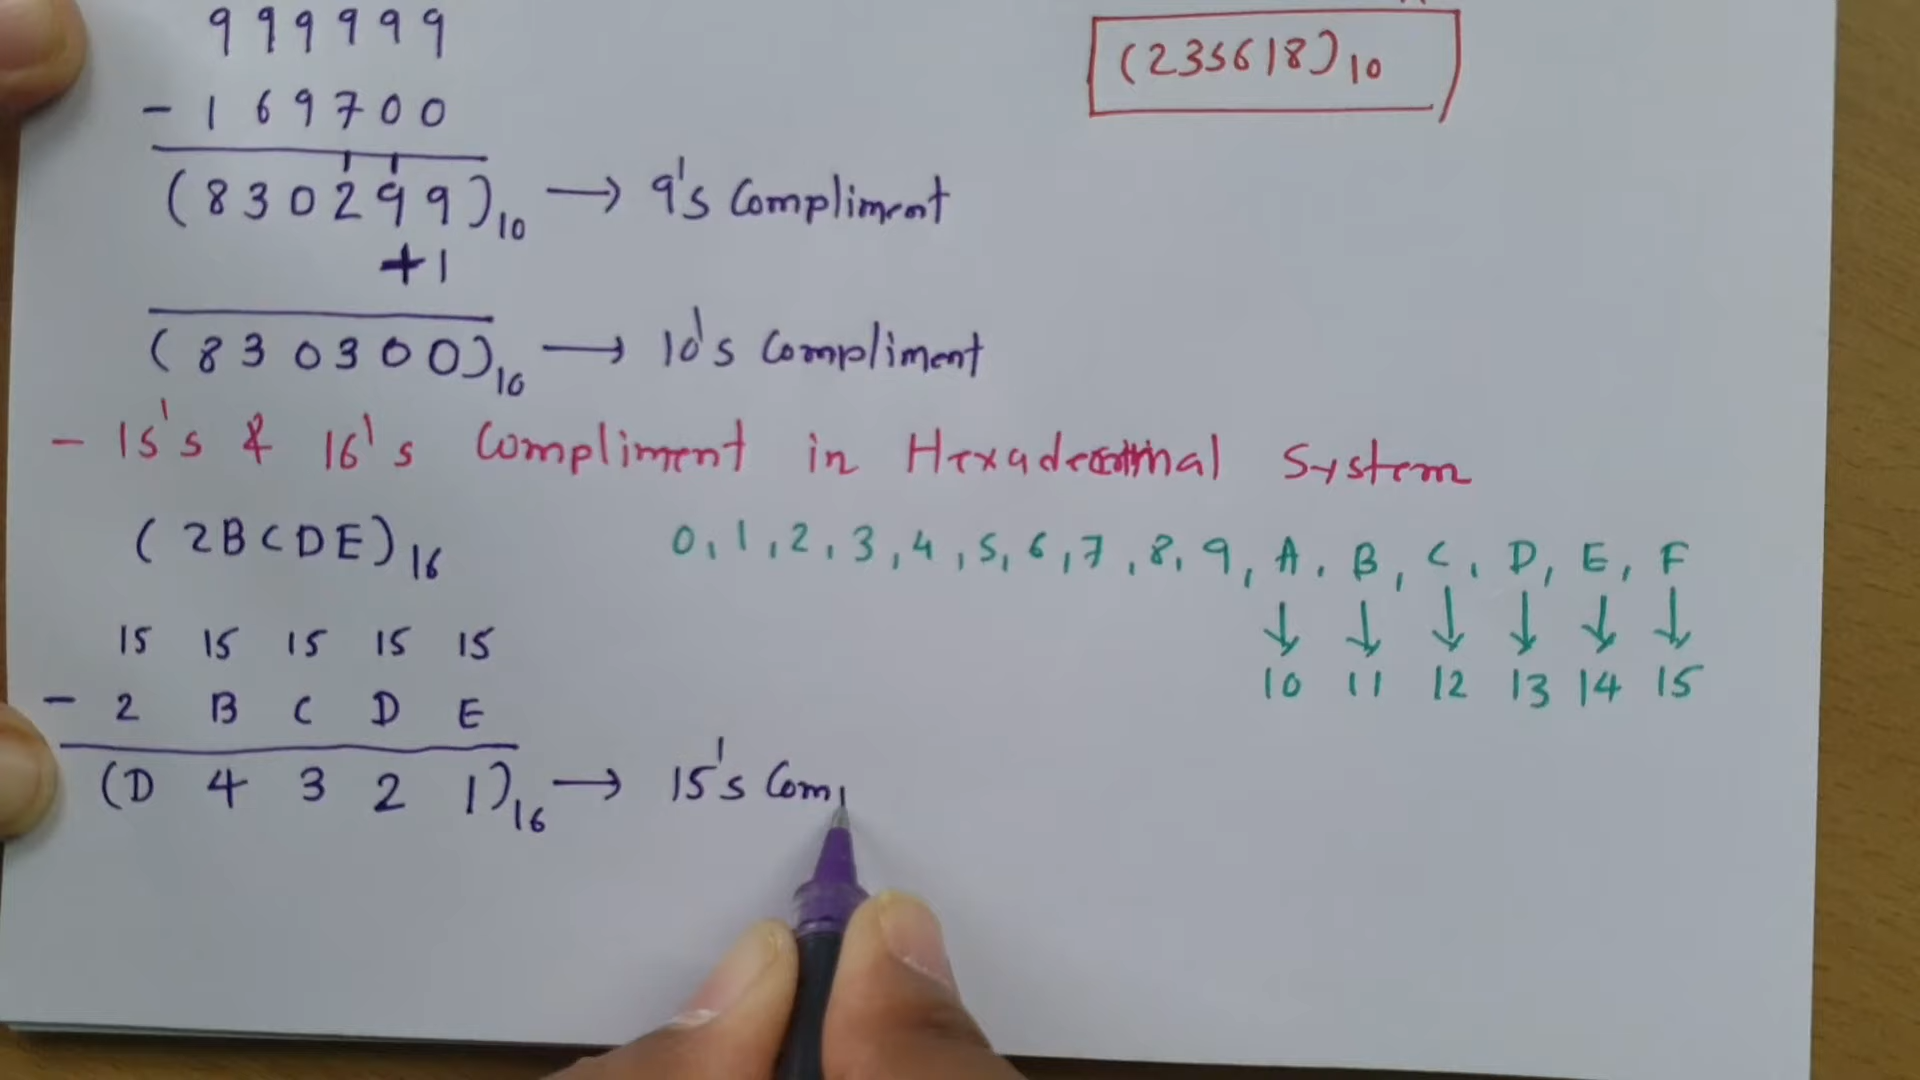 999999
(235618)10
- 169700
(830299)10 → 9's Compliment
+1
(830300)10 → 10's Compliment
- 15's & 16's Compliment in Hexadecimal System
(2BCDE)16 0, 1, 2, 3, 4, 5, 6, 7, 8, 9, A, B, C, D, E, F
↓ ↓ ↓ ↓ ↓ ↓
15 15 15 15 15
10 11 12 13 14 15
- 2 B C D E
(D 4 3 2 1)16 → 15's Com